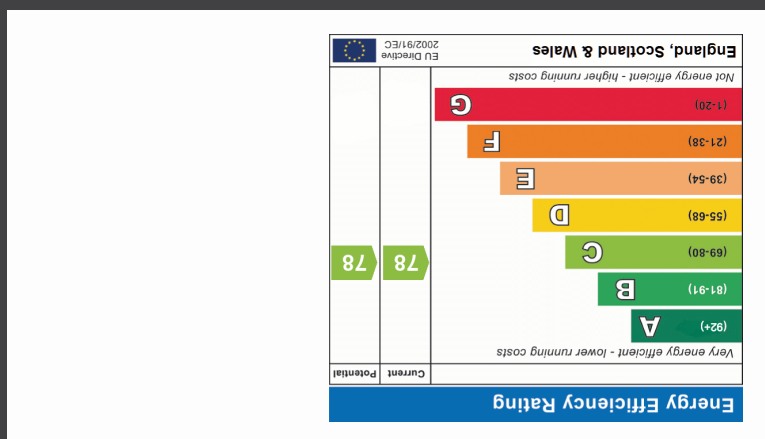 Energy Efficiency Rating
Current Potential
Very energy efficient - lower running costs
(92+) A
(81-91) B
(69-80) C
78 78
(55-68) D
(39-54) E
(21-38) F
(1-20) G
Not energy efficient - higher running costs
England, Scotland & Wales
EU Directive
2002/91/EC